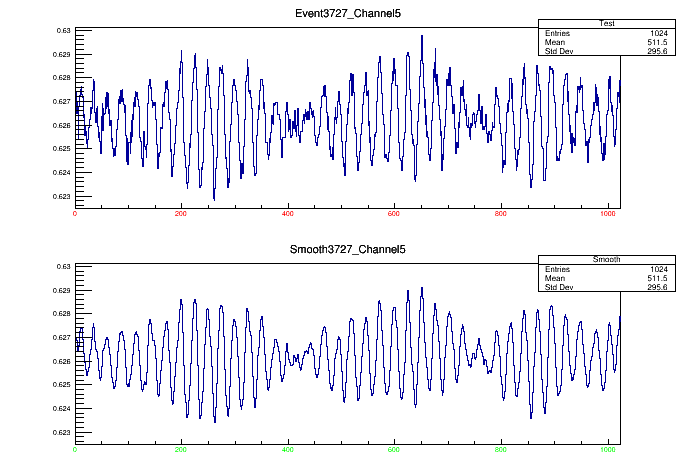 Event3727_Channel5
Test
Entries 1024
Mean 511.5
Std Dev 295.6
0.63
0.629
0.628
0.627
0.626
0.625
0.624
0.623
0 200 400 600 800 1000
Smooth3727_Channel5
Smooth
Entries 1024
Mean 511.5
Std Dev 295.6
0.63
0.629
0.628
0.627
0.626
0.625
0.624
0.623
0 200 400 600 800 1000